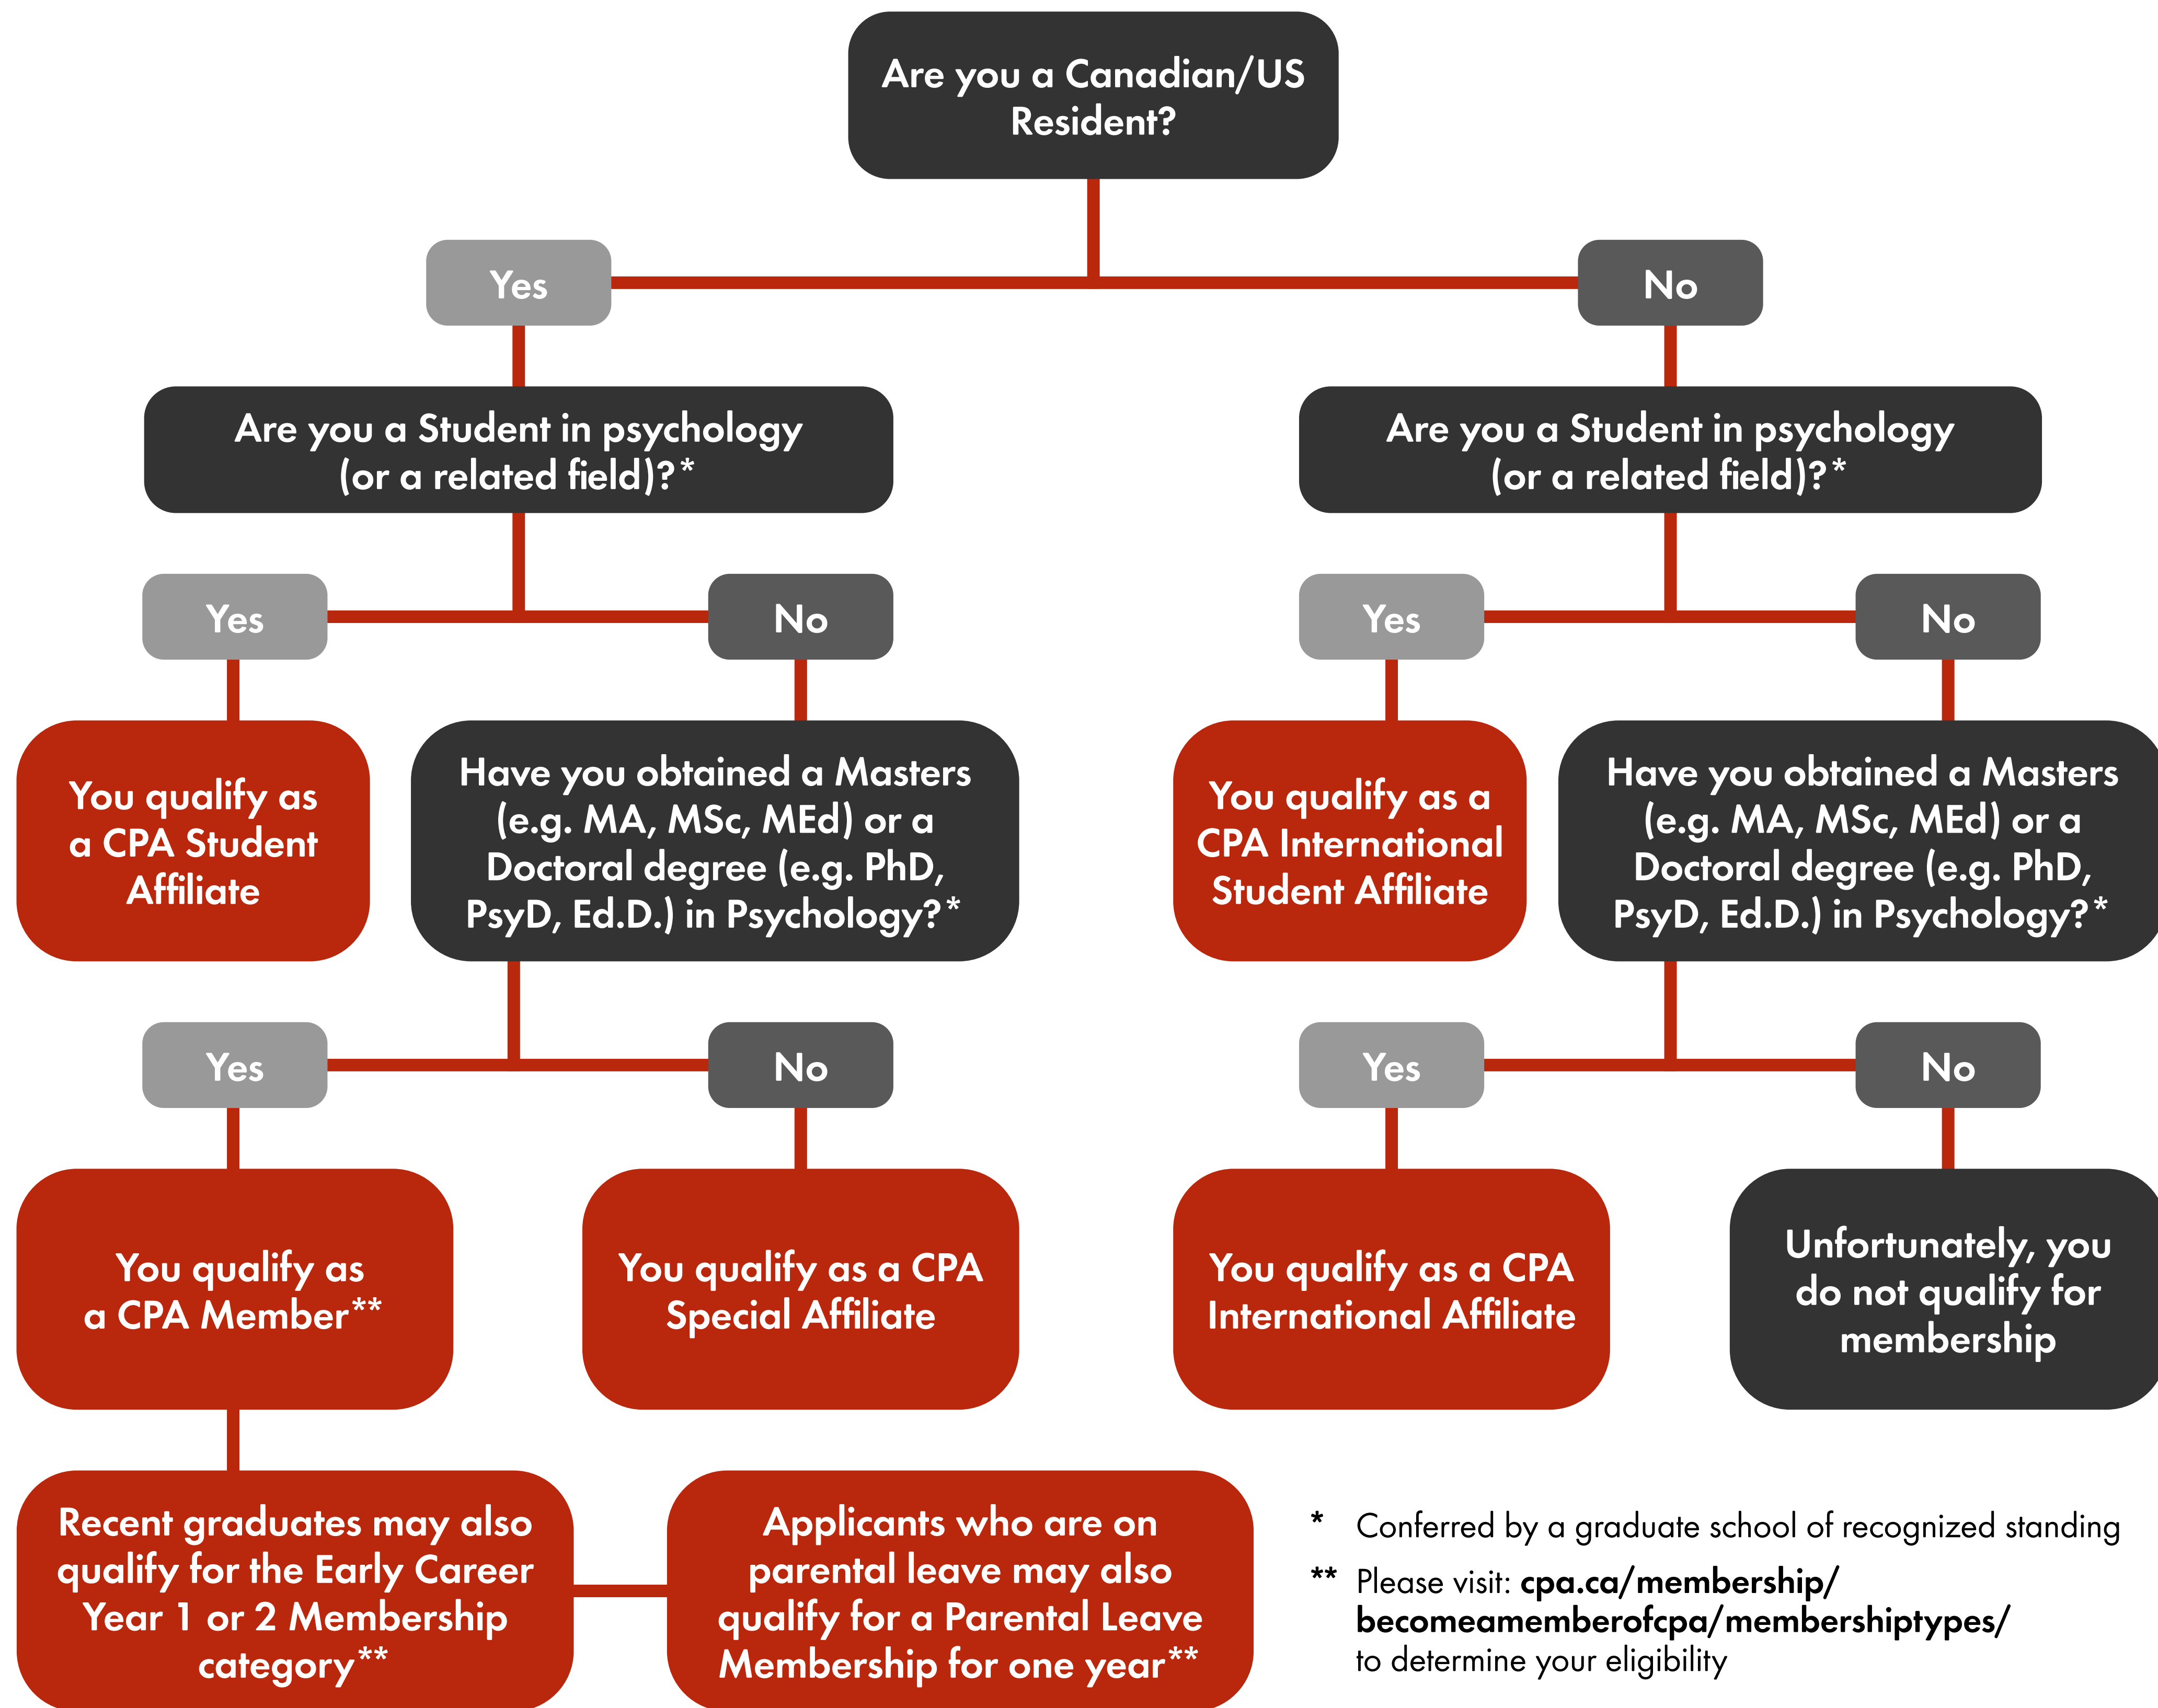 Are you a Canadian/US
Resident?
Yes
No
Are you a Student in psychology
(or a related field)?*
Are you a Student in psychology
(or a related field)?*
Yes
No
Yes
No
You qualify as
a CPA Student
Affiliate
Have you obtained a Masters
(e.g. MA, MSc, MEd) or a
Doctoral degree (e.g. PhD,
PsyD, Ed.D.) in Psychology?*
You qualify as a
CPA International
Student Affiliate
Have you obtained a Masters
(e.g. MA, MSc, MEd) or a
Doctoral degree (e.g. PhD,
PsyD, Ed.D.) in Psychology?*
Yes
No
Yes
No
You qualify as
a CPA Member**
You qualify as a CPA
Special Affiliate
You qualify as a CPA
International Affiliate
Unfortunately, you
do not qualify for
membership
Recent graduates may also
qualify for the Early Career
Year 1 or 2 Membership
category**
Applicants who are on
parental leave may also
qualify for a Parental Leave
Membership for one year**
* Conferred by a graduate school of recognized standing
** Please visit: cpa.ca/membership/
becomeamemberofcpa/membershiptypes/
to determine your eligibility